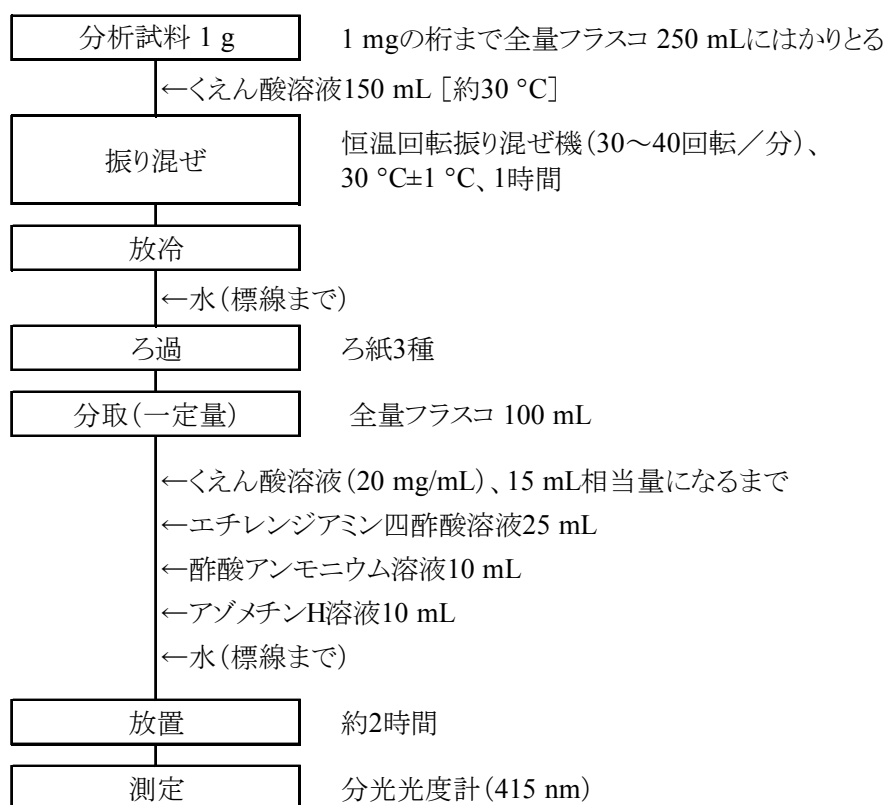 分析試料 1 g
1 mgの桁まで全量フラスコ 250 mLにはかりとる
←くえん酸溶液150 mL [約30 °C]
振り混ぜ
恒温回転振り混ぜ機(30~40回転/分)、
30 °C±1 °C、1時間
放冷
←水(標線まで)
ろ過
ろ紙3種
分取(一定量)
全量フラスコ 100 mL
←くえん酸溶液(20 mg/mL)、15 mL相当量になるまで
←エチレンジアミン四酢酸溶液25 mL
←酢酸アンモニウム溶液10 mL
←アゾメチンH溶液10 mL
←水(標線まで)
放置
約2時間
測定
分光光度計(415 nm)